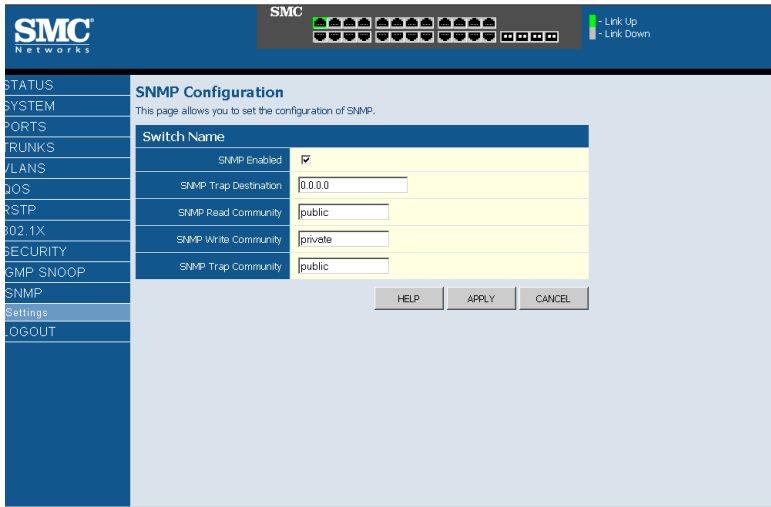 SMC
SMC®
Networks
- Link Up
- Link Down
STATUS
SYSTEM
PORTS
TRUNKS
VLANS
QOS
RSTP
802.1X
SECURITY
GMP SNOOP
SNMP
Settings
LOGOUT
SNMP Configuration
This page allows you to set the configuration of SNMP.
Switch Name
SNMP Enabled
SNMP Trap Destination 0.0.0.0
SNMP Read Community public
SNMP Write Community private
SNMP Trap Community public
HELP APPLY CANCEL